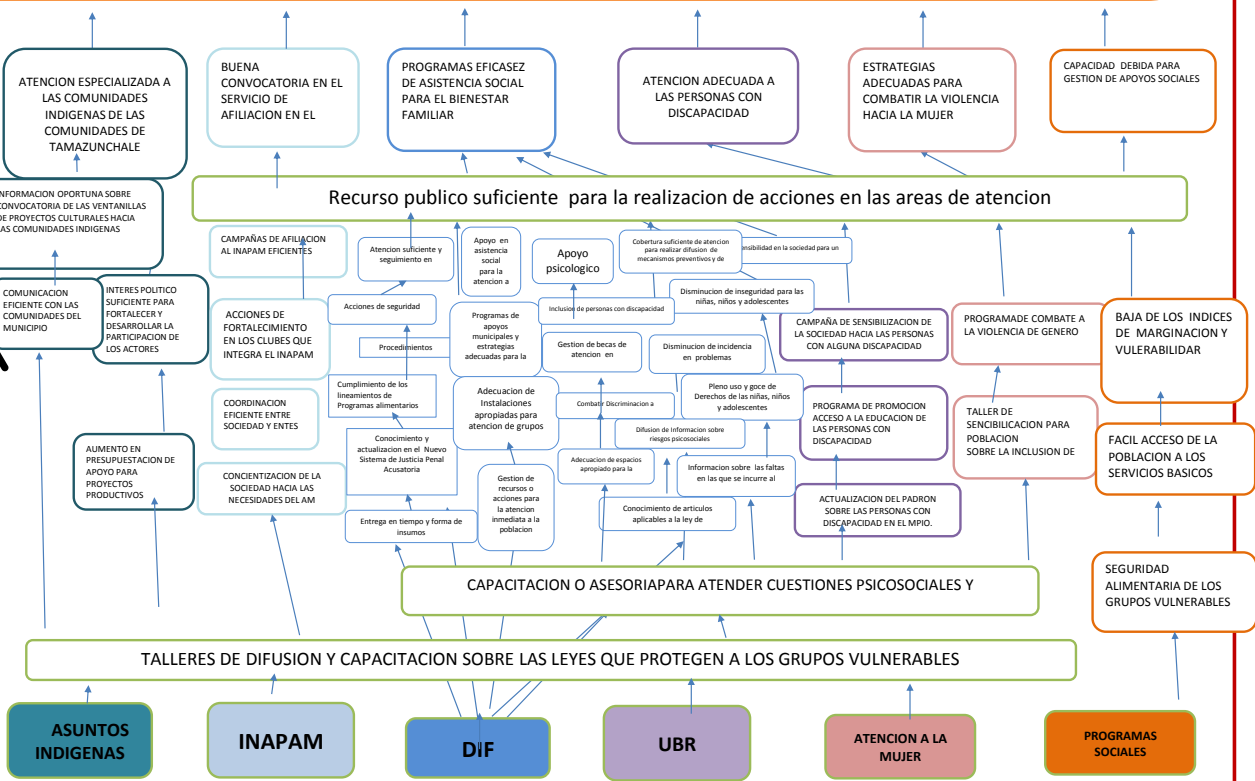 ATENCION ESPECIALIZADA A
LAS COMUNIDADES
INDIGENAS DE LAS
COMUNIDADES DE
TAMAZUNCHALE
BUENA
CONVOCATORIA EN EL
SERVICIO DE
AFILIACION EN EL
PROGRAMAS EFICASEZ
DE ASISTENCIA SOCIAL
PARA EL BIENESTAR
FAMILIAR
ATENCION ADECUADA A
LAS PERSONAS CON
DISCAPACIDAD
ESTRATEGIAS
ADECUADAS PARA
COMBATIR LA VIOLENCIA
HACIA LA MUJER
CAPACIDAD DEBIDA PARA
GESTION DE APOYOS SOCIALES
NFORMACION OPORTUNA SOBRE
CONVOCATORIA DE LAS VENTANILLAS
DE PROYECTOS CULTURALES HACIA
LAS COMUNIDADES INDIGENAS
Recurso publico suficiente para la realizacion de acciones en las areas de atencion
CAMPAÑAS DE AFILIACION
AL INAPAM EFICIENTES
Atencion suficiente y
seguimiento en
Apoyo en
asistencia
social
para la
atencion a
Apoyo
psicologico
Cobertura suficiente de atencion
para realizar difusion de
mecanismos preventivos y de
nsibilidad en la sociedad para un
COMUNICACION
EFICIENTE CON LAS
COMUNIDADES DEL
MUNICIPIO
INTERES POLITICO
SUFICIENTE PARA
FORTALECER Y
DESARROLLAR LA
PARTICIPACION DE
LOS ACTORES
ACCIONES DE
FORTALECIMIENTO
EN LOS CLUBES QUE
INTEGRA EL INAPAM
Acciones de seguridad
Procedimientos
Programas de
apoyos
municipales y
estrategias
adecuadas para la
Inclusion de personas con discapacidad
Disminucion de inseguridad para las
niñas, niños y adolescentes
Gestion de becas de
atencion en
Disminucion de incidencia
en problemas
CAMPAÑA DE SENSIBILIZACION DE
LA SOCIEDAD HACIA LAS PERSONAS
CON ALGUNA DISCAPACIDAD
PROGRAMADE COMBATE A
LA VIOLENCIA DE GENERO
BAJA DE LOS INDICES
DE MARGINACION Y
VULERABILIDAR
COORDINACION
EFICIENTE ENTRE
SOCIEDAD Y ENTES
Cumplimiento de los
lineamientos de
Programas alimentarios
Adecuacion de
Instalaciones
apropiadas para
atencion de grupos
Combatir Discriminacion a
Pleno uso y goce de
Derechos de las niñas, niños
y adolescentes
PROGRAMA DE PROMOCION
ACCESO A LA EDUCACION DE
LAS PERSONAS CON
DISCAPACIDAD
TALLER DE
SENCIBILIZACION PARA
POBLACION
SOBRE LA INCLUSION DE
AUMENTO EN
PRESUPUESTACION DE
APOYO PARA
PROYECTOS
PRODUCTIVOS
CONCIENTIZACION DE LA
SOCIEDAD HACIA LAS
NECESIDADES DEL AM
Conocimiento y
actualizacion en el Nuevo
Sistema de Justicia Penal
Acusatoria
Difusion de Informacion sobre
riesgos psicosociales
Adecuacion de espacios
apropiado para la
Informacion sobre las faltas
en las que se incurre al
FACIL ACCESO DE LA
POBLACION A LOS
SERVICIOS BASICOS
Entrega en tiempo y forma de
insumos
Gestion de
recursos o
acciones para
la atencion
inmediata a la
poblacion
Conocimiento de articulos
aplicables a la ley de
ACTUALIZACION DEL PADRON
SOBRE LAS PERSONAS CON
DISCAPACIDAD EN EL MPIO.
CAPACITACION O ASESORIAPARA ATENDER CUESTIONES PSICOSOCIALES Y
SEGURIDAD
ALIMENTARIA DE LOS
GRUPOS VULNERABLES
TALLERES DE DIFUSION Y CAPACITACION SOBRE LAS LEYES QUE PROTEGEN A LOS GRUPOS VULNERABLES
ASUNTOS
INDIGENAS
INAPAM
DIF
UBR
ATENCION A LA
MUJER
PROGRAMAS
SOCIALES